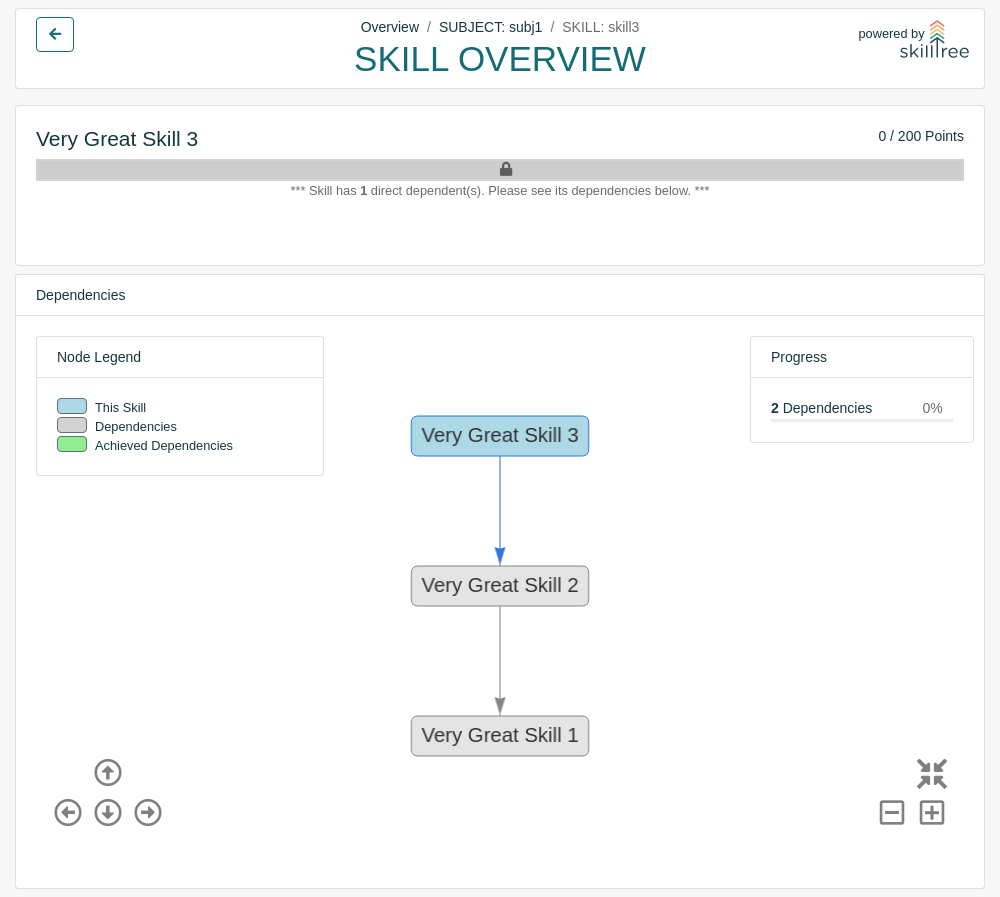 Overview / SUBJECT: subj1 / SKILL: skill3
SKILL OVERVIEW
powered by
skilltree
Very Great Skill 3
0 / 200 Points
*** Skill has 1 direct dependent(s). Please see its dependencies below. ***
Dependencies
Node Legend
This Skill
Dependencies
Achieved Dependencies
Progress
2 Dependencies 0%
Very Great Skill 3
Very Great Skill 2
Very Great Skill 1